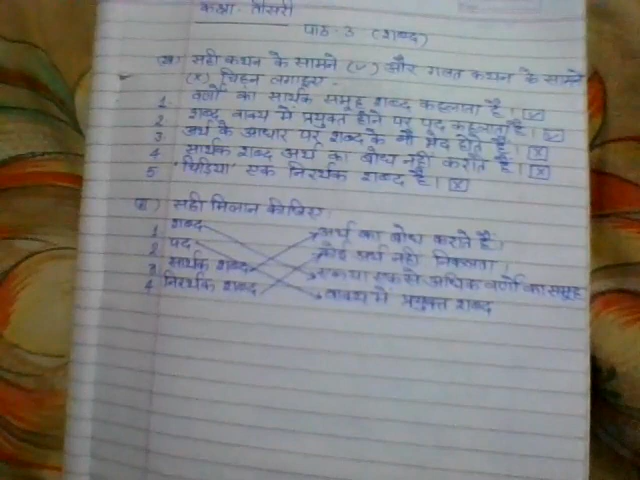 कक्षा - तीसरी
पाठ - 3 (शब्द)
सही कथन के सामने (✓) और गलत कथन के सामने
(x) चिह्न लगाइए -
1. वर्णों का सार्थक समूह शब्द कहलाता है। ☑
2 शब्द वाक्य में प्रयुक्त होने पर पद कहलाता है। ☑
3 अर्थ के आधार पर शब्द के नौ भेद होते हैं। ☒
4 सार्थक शब्द अर्थ का बोध नहीं कराते हैं। ☒
5 'चिड़िया' एक निरर्थक शब्द है। ☒
सही मिलान कीजिए
1 शब्द अर्थ का बोध कराते हैं।
2 पद कोई अर्थ नहीं निकलता।
3 सार्थक शब्द एक या एक से अधिक वर्णों का समूह
4 निरर्थक शब्द वाक्य में प्रयुक्त शब्द